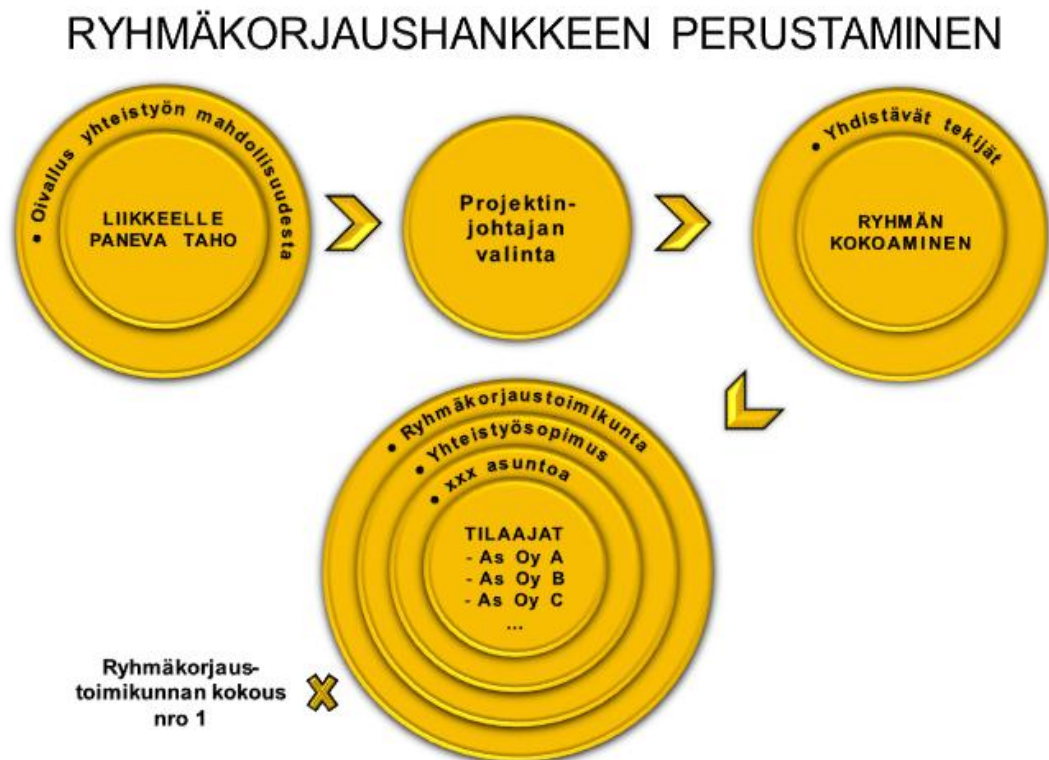 RYHMÄKORJAUSHANKKEEN PERUSTAMINEN
• Oivallus yhteistyön mahdollisuudesta
LIIKKEELLE
PANEVA TAHO
Projektin-
johtajan
valinta
• Yhdistävät tekijät
RYHMÄN
KOKOAMINEN
• Ryhmäkorjaustoimikunta
• Yhteistyösopimus
• xxx asuntoa
TILAAJAT
- As Oy A
- As Oy B
- As Oy C
...
Ryhmäkorjaus-
toimikunnan kokous
nro 1